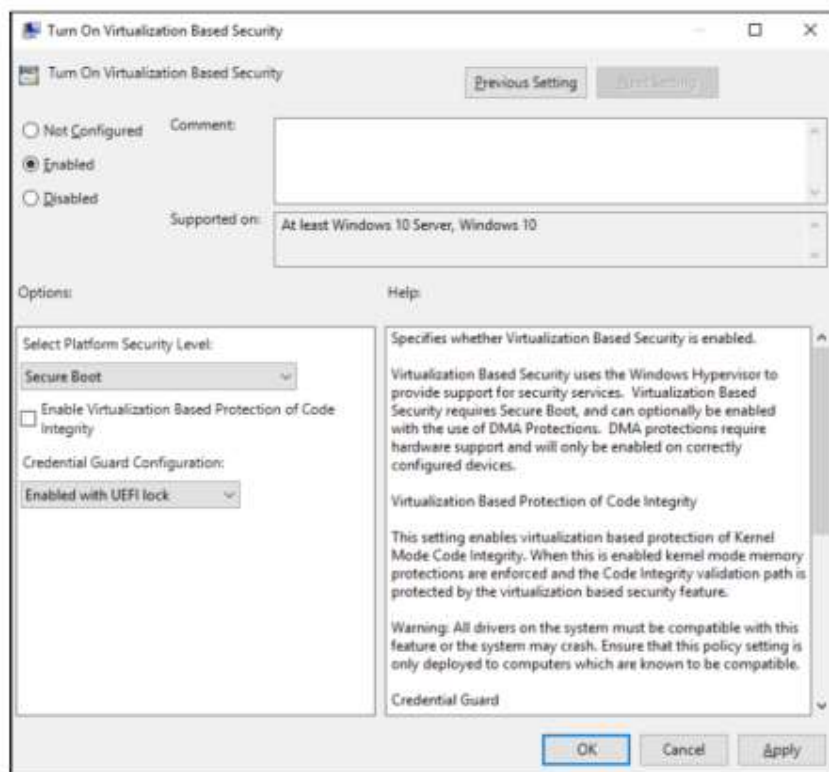 Turn On Virtualization Based Security
Turn On Virtualization Based Security
Previous Setting
Next Setting
Not Configured
Comment:
Enabled
Disabled
Supported on:
At least Windows 10 Server, Windows 10
Options:
Help:
Select Platform Security Level:
Secure Boot
Enable Virtualization Based Protection of Code
Integrity
Credential Guard Configuration:
Enabled with UEFI lock
Specifies whether Virtualization Based Security is enabled.
Virtualization Based Security uses the Windows Hypervisor to
provide support for security services. Virtualization Based
Security requires Secure Boot, and can optionally be enabled
with the use of DMA Protections. DMA protections require
hardware support and will only be enabled on correctly
configured devices.
Virtualization Based Protection of Code Integrity
This setting enables virtualization based protection of Kernel
Mode Code Integrity. When this is enabled kernel mode memory
protections are enforced and the Code Integrity validation path is
protected by the virtualization based security feature.
Warning: All drivers on the system must be compatible with this
feature or the system may crash. Ensure that this policy setting is
only deployed to computers which are known to be compatible.
Credential Guard
OK
Cancel
Apply